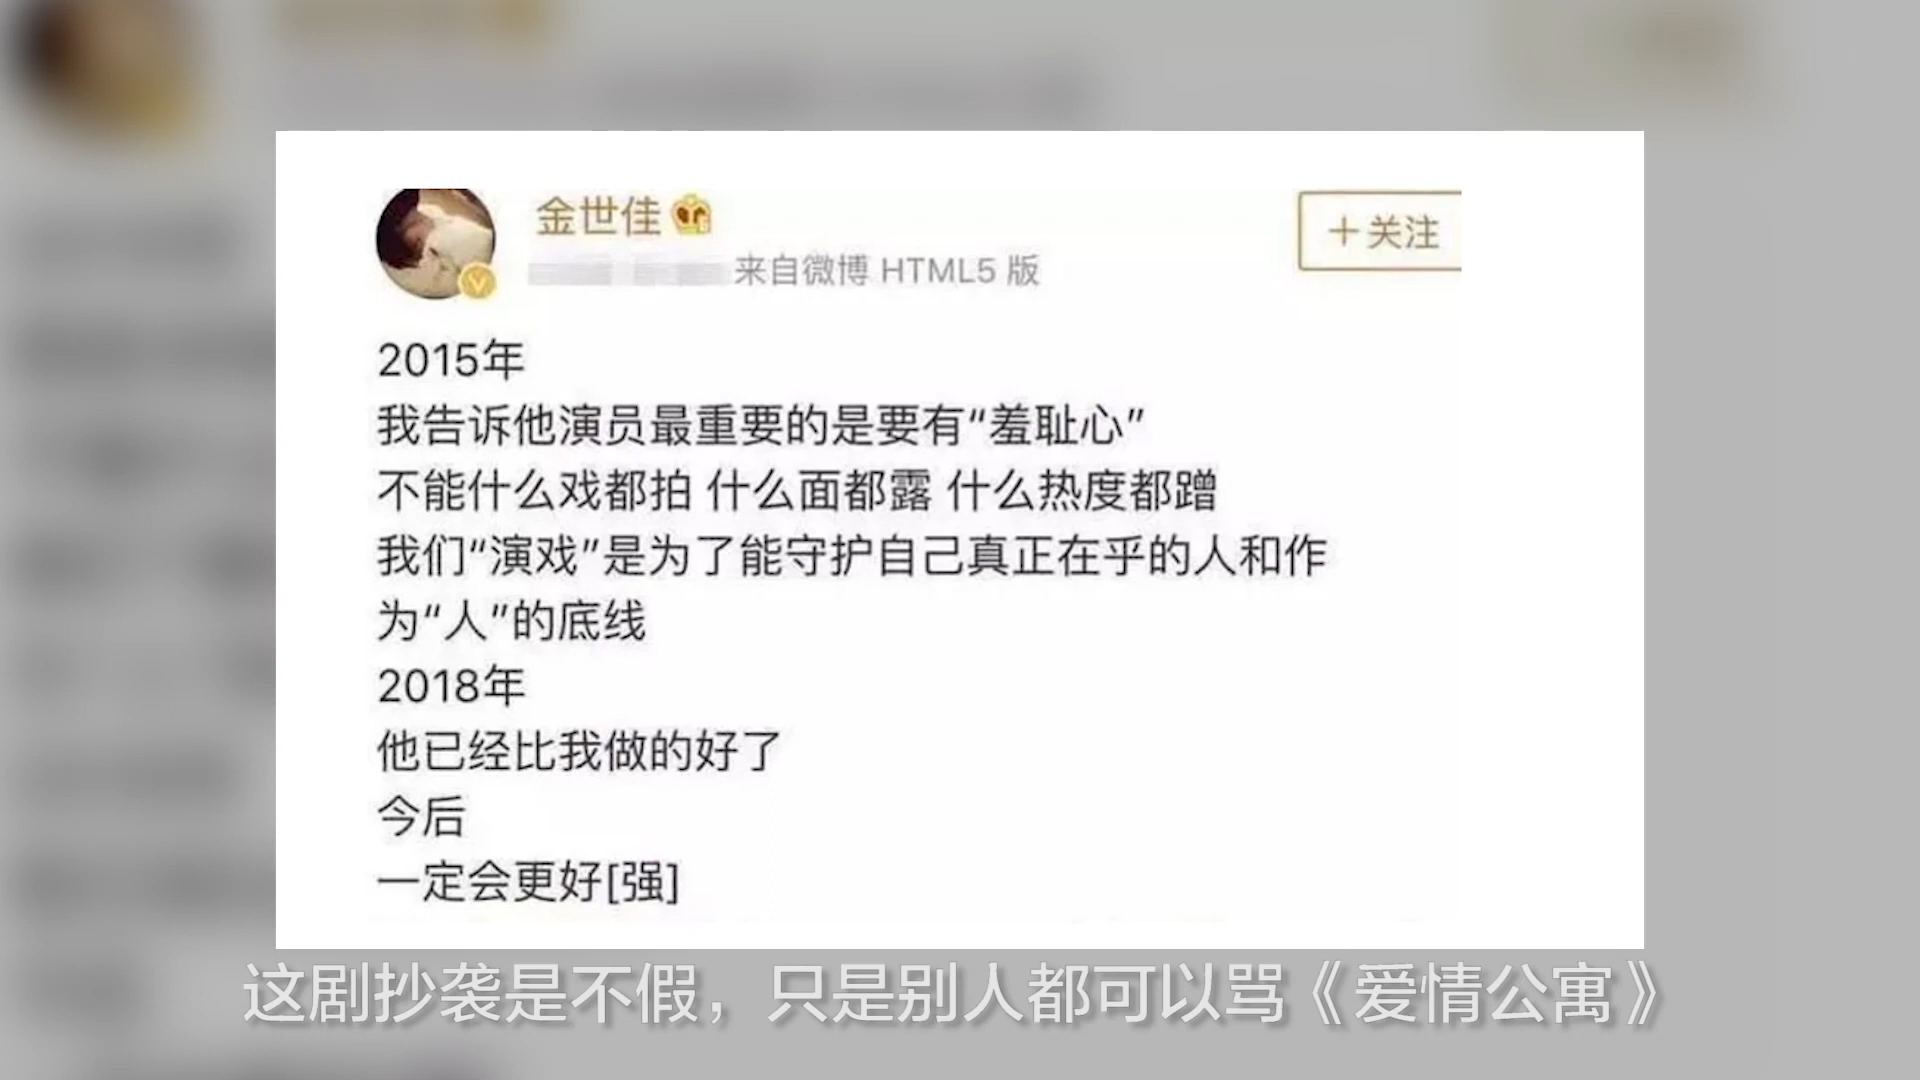 金世佳
来自微博 HTML5 版
＋关注
2015年
我告诉他演员最重要的是要有“羞耻心”
不能什么戏都拍 什么面都露 什么热度都蹭
我们“演戏”是为了能守护自己真正在乎的人和作
为“人”的底线
2018年
他已经比我做的好了
今后
一定会更好[强]
这剧抄袭是不假，只是别人都可以骂《爱情公寓》